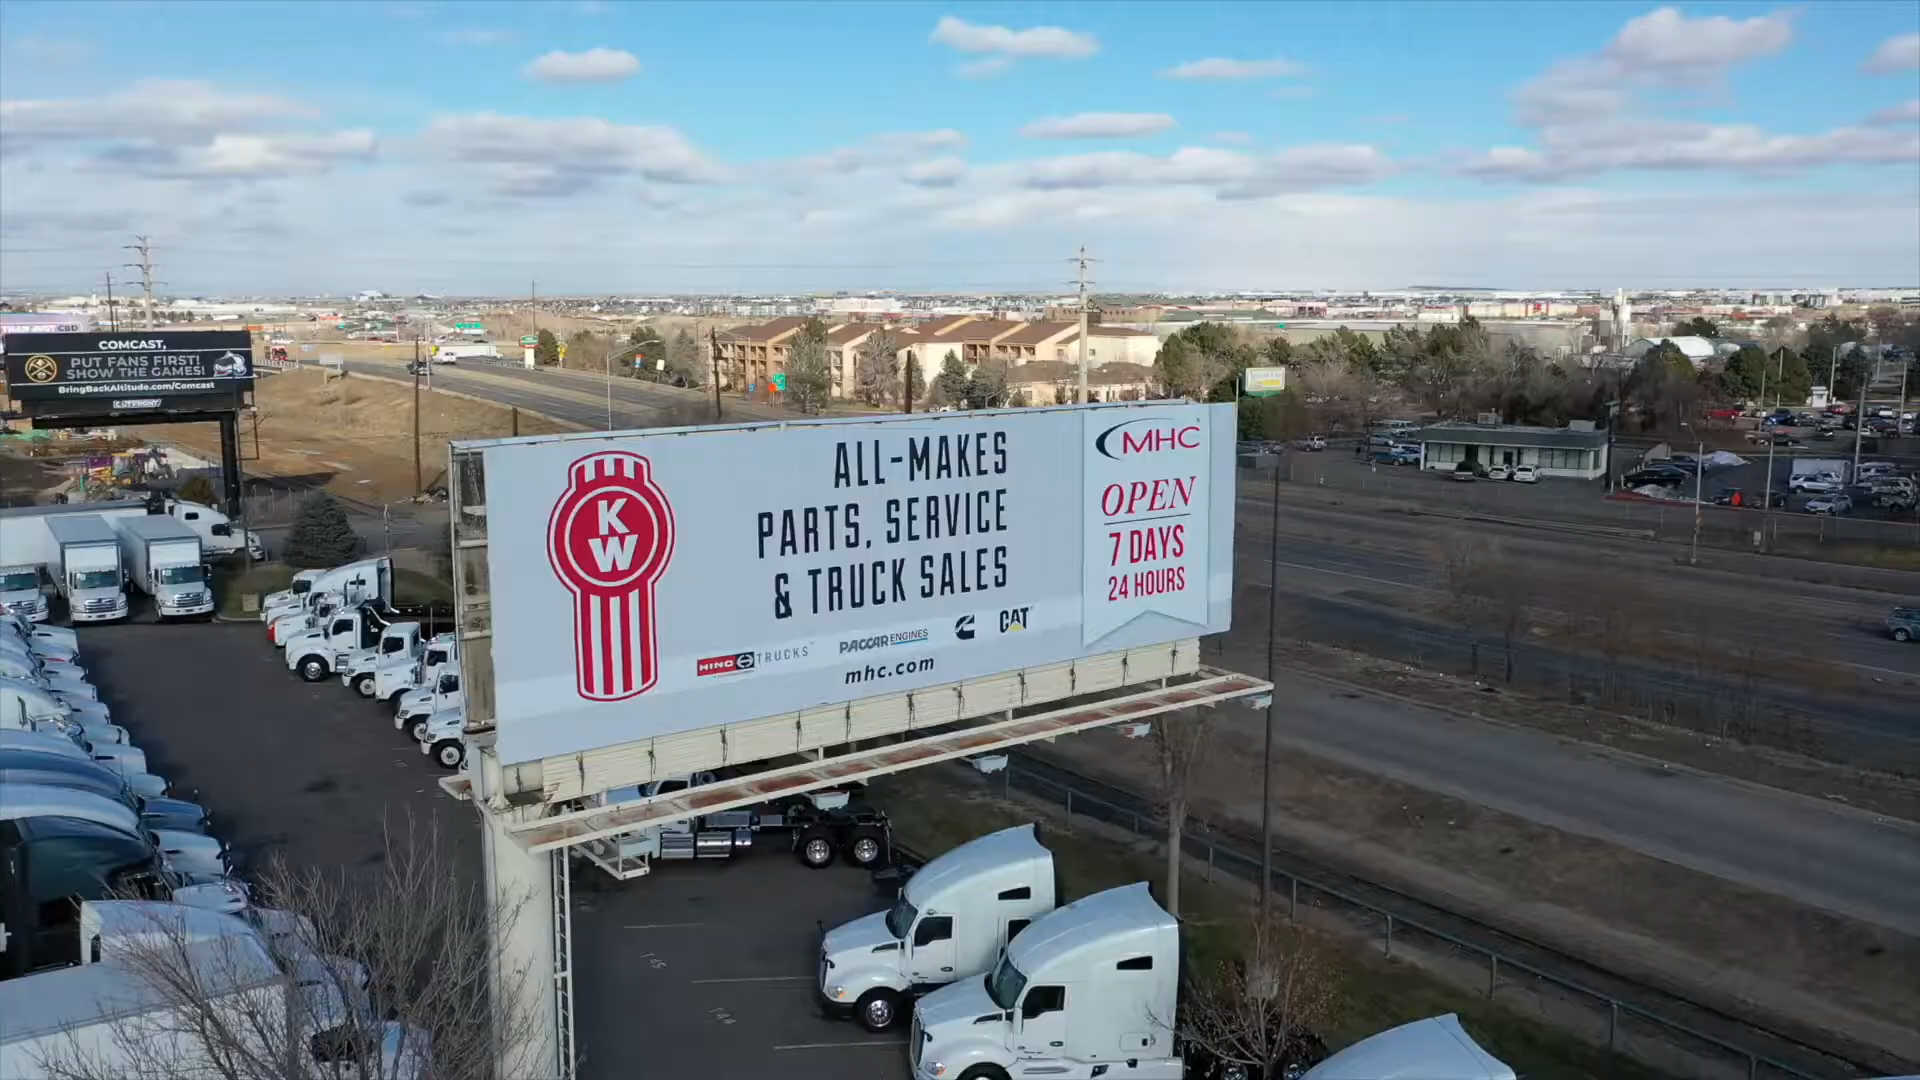 COMCAST,
PUT FANS FIRST!
SHOW THE GAMES!
BringBackAltitude.com/Comcast
OUTFRONT/
CBD
K
W
ALL-MAKES
PARTS, SERVICE
& TRUCK SALES
HINO TRUCKS
PACCAR ENGINES
CAT
mhc.com
MHC
OPEN
7 DAYS
24 HOURS